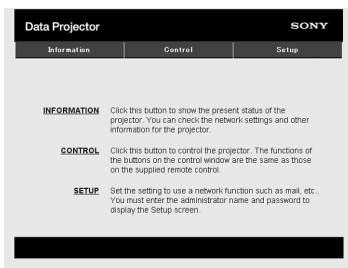 Data Projector SONY
Information Control Setup
INFORMATION Click this button to show the present status of the
projector. You can check the network settings and other
information for the projector.
CONTROL Click this button to control the projector. The functions of
the buttons on the control window are the same as those
on the supplied remote control.
SETUP Set the setting to use a network function such as mail, etc..
You must enter the administrator name and password to
display the Setup screen.